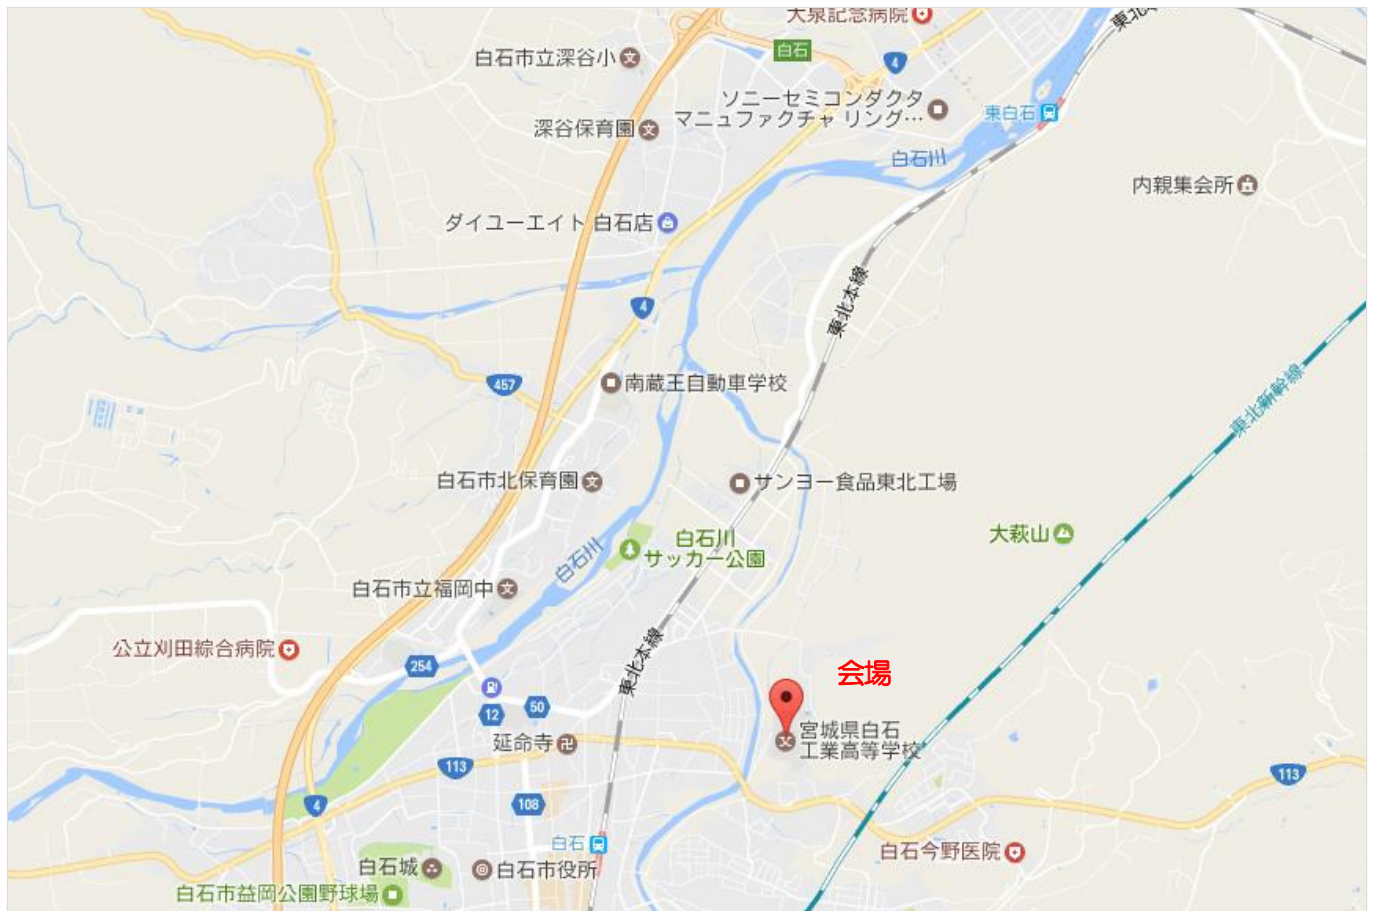 大泉記念病院
東北本
白石市立深谷小
白石
4
ソニーセミコンダクタ
マニュファクチャリング…
東白石
深谷保育園
白石川
内親集会所
ダイユーエイト 白石店
4
東北本線
457
南蔵王自動車学校
東北新幹線
白石市北保育園
サンヨー食品東北工場
大萩山
白石川
サッカー公園
白石川
白石市立福岡中
公立刈田綜合病院
254
東北本線
会場
12
50
宮城県白石
工業高等学校
延命寺
113
113
4
108
白石
白石今野医院
白石城
白石市役所
白石市益岡公園野球場